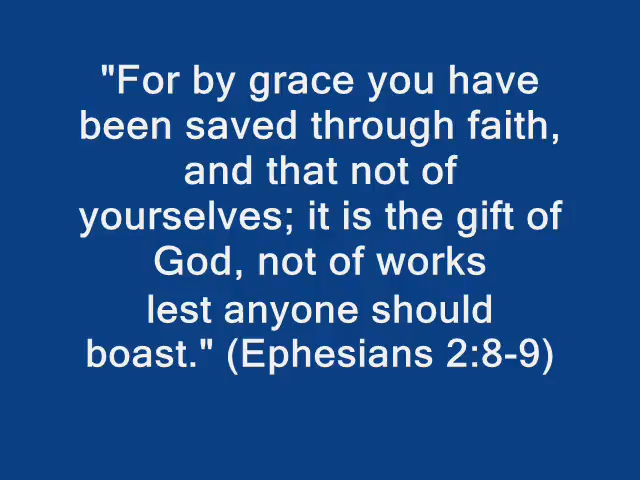 "For by grace you have
been saved through faith,
and that not of
yourselves; it is the gift of
God, not of works
lest anyone should
boast." (Ephesians 2:8-9)